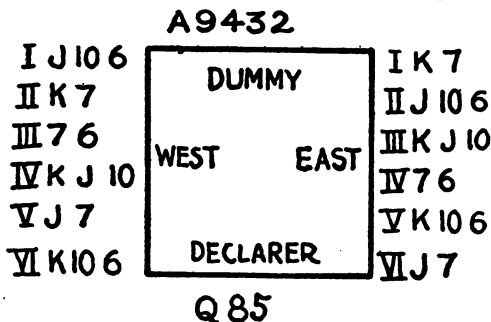 A9432
I J 10 6
II K 7
III 7 6
IV K J 10
V J 7
VI K 10 6
DUMMY
WEST EAST
DECLARER
I K 7
II J 10 6
III K J 10
IV 7 6
V K 10 6
VI J 7
Q 85